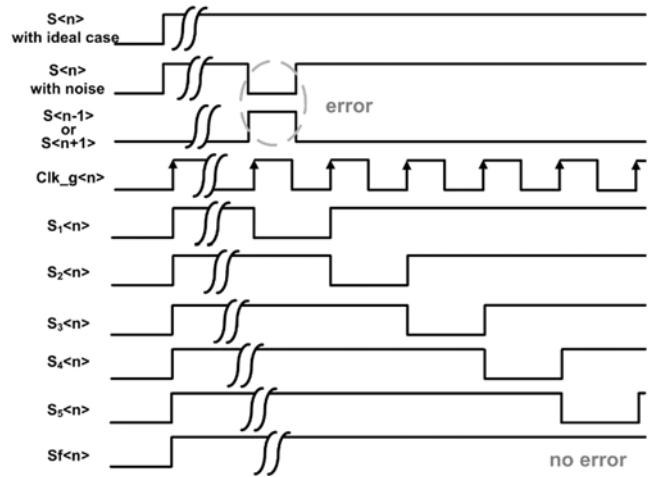 S<n>
with ideal case
S<n>
with noise
error
S<n-1>
or
S<n+1>
Clk_g<n>
S₁<n>
S₂<n>
S₃<n>
S₄<n>
S₅<n>
Sf<n>
no error